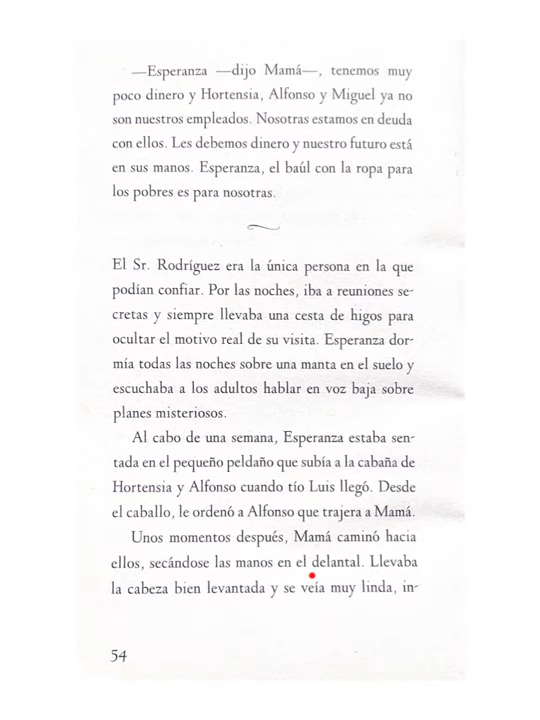 —Esperanza —dijo Mamá—, tenemos muy
poco dinero y Hortensia, Alfonso y Miguel ya no
son nuestros empleados. Nosotras estamos en deuda
con ellos. Les debemos dinero y nuestro futuro está
en sus manos. Esperanza, el baúl con la ropa para
los pobres es para nosotras.
El Sr. Rodríguez era la única persona en la que
podían confiar. Por las noches, iba a reuniones se-
cretas y siempre llevaba una cesta de higos para
ocultar el motivo real de su visita. Esperanza dor-
mía todas las noches sobre una manta en el suelo y
escuchaba a los adultos hablar en voz baja sobre
planes misteriosos.
Al cabo de una semana, Esperanza estaba sen-
tada en el pequeño peldaño que subía a la cabaña de
Hortensia y Alfonso cuando tío Luis llegó. Desde
el caballo, le ordenó a Alfonso que trajera a Mamá.
Unos momentos después, Mamá caminó hacia
ellos, secándose las manos en el delantal. Llevaba
la cabeza bien levantada y se veía muy linda, in-
54